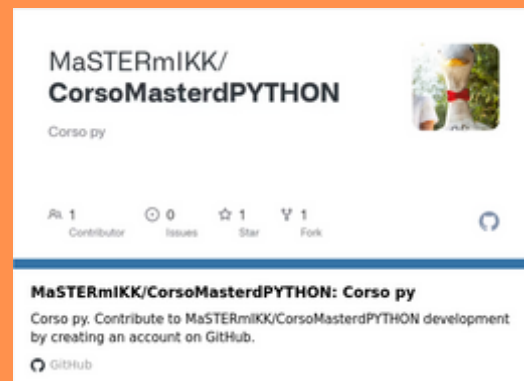 MaSTERmIKK/
CorsoMasterdPYTHON
Corso py
1 0 1 1
Contributor Issues Star Fork
MaSTERmIKK/CorsoMasterdPYTHON: Corso py
Corso py. Contribute to MaSTERmIKK/CorsoMasterdPYTHON development
by creating an account on GitHub.
GitHub